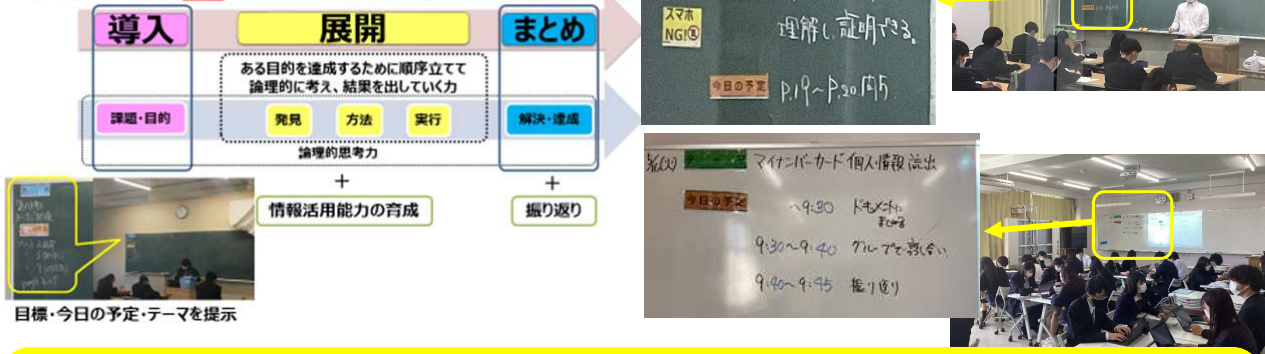 導入
展開
まとめ
ある目的を達成するために順序立てて
論理的に考え、結果を出していく力
課題・目的
発見
方法
実行
解決・達成
論理的思考力
+
情報活用能力の育成
+
振り返り
目標・今日の予定・テーマを提示
スマホ
NG!
理解し、証明できる。
今日の予定
P.19~P.20問5
マイナンバーカード 個人情報流出
今日の予定
~9:30 ドキュメントに
まとめる
9:30~9:40 グループで話し合い
9:40~9:45 振り返り